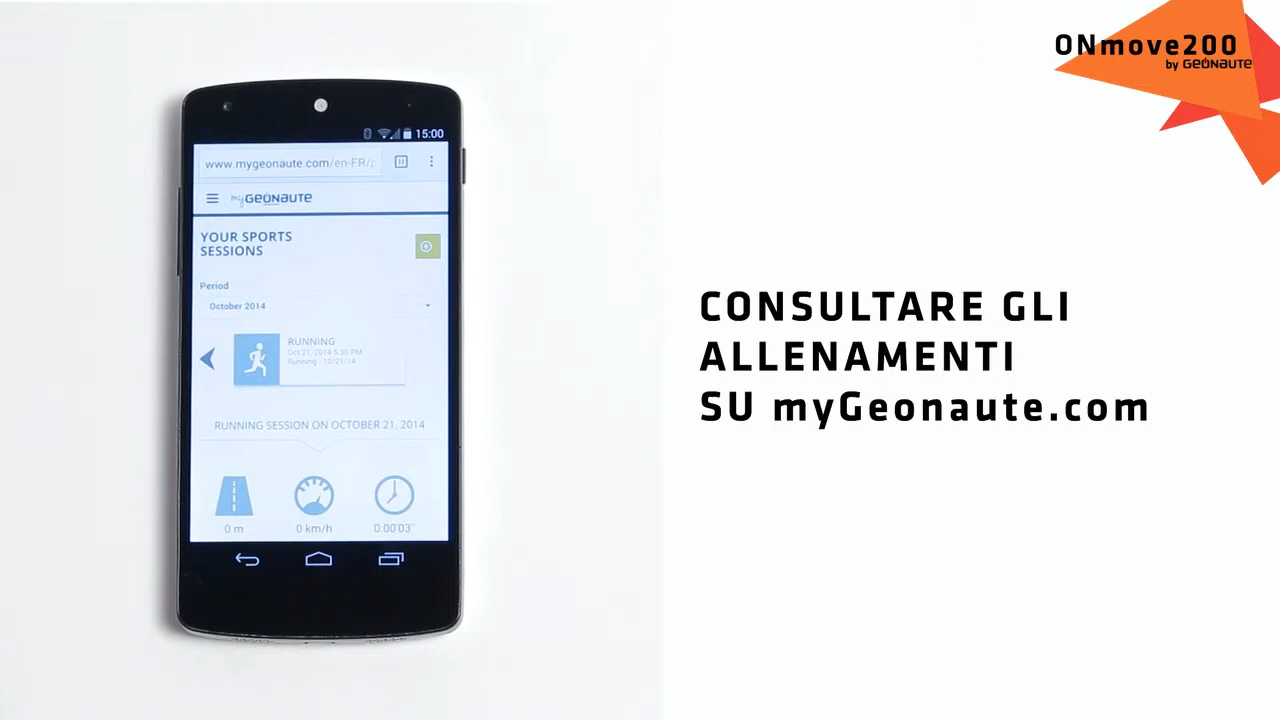 ONmove200
by GEONAUTE
15:00
www.mygeonaute.com/en-FR/p
my GEONAUTE
YOUR SPORTS
SESSIONS
Period
October 2014
RUNNING
Oct 21, 2014 5:30 PM
Running - 10/21/14
RUNNING SESSION ON OCTOBER 21, 2014
0 m
0 km/h
0:00'03"
CONSULTARE GLI
ALLENAMENTI
SU myGeonaute.com